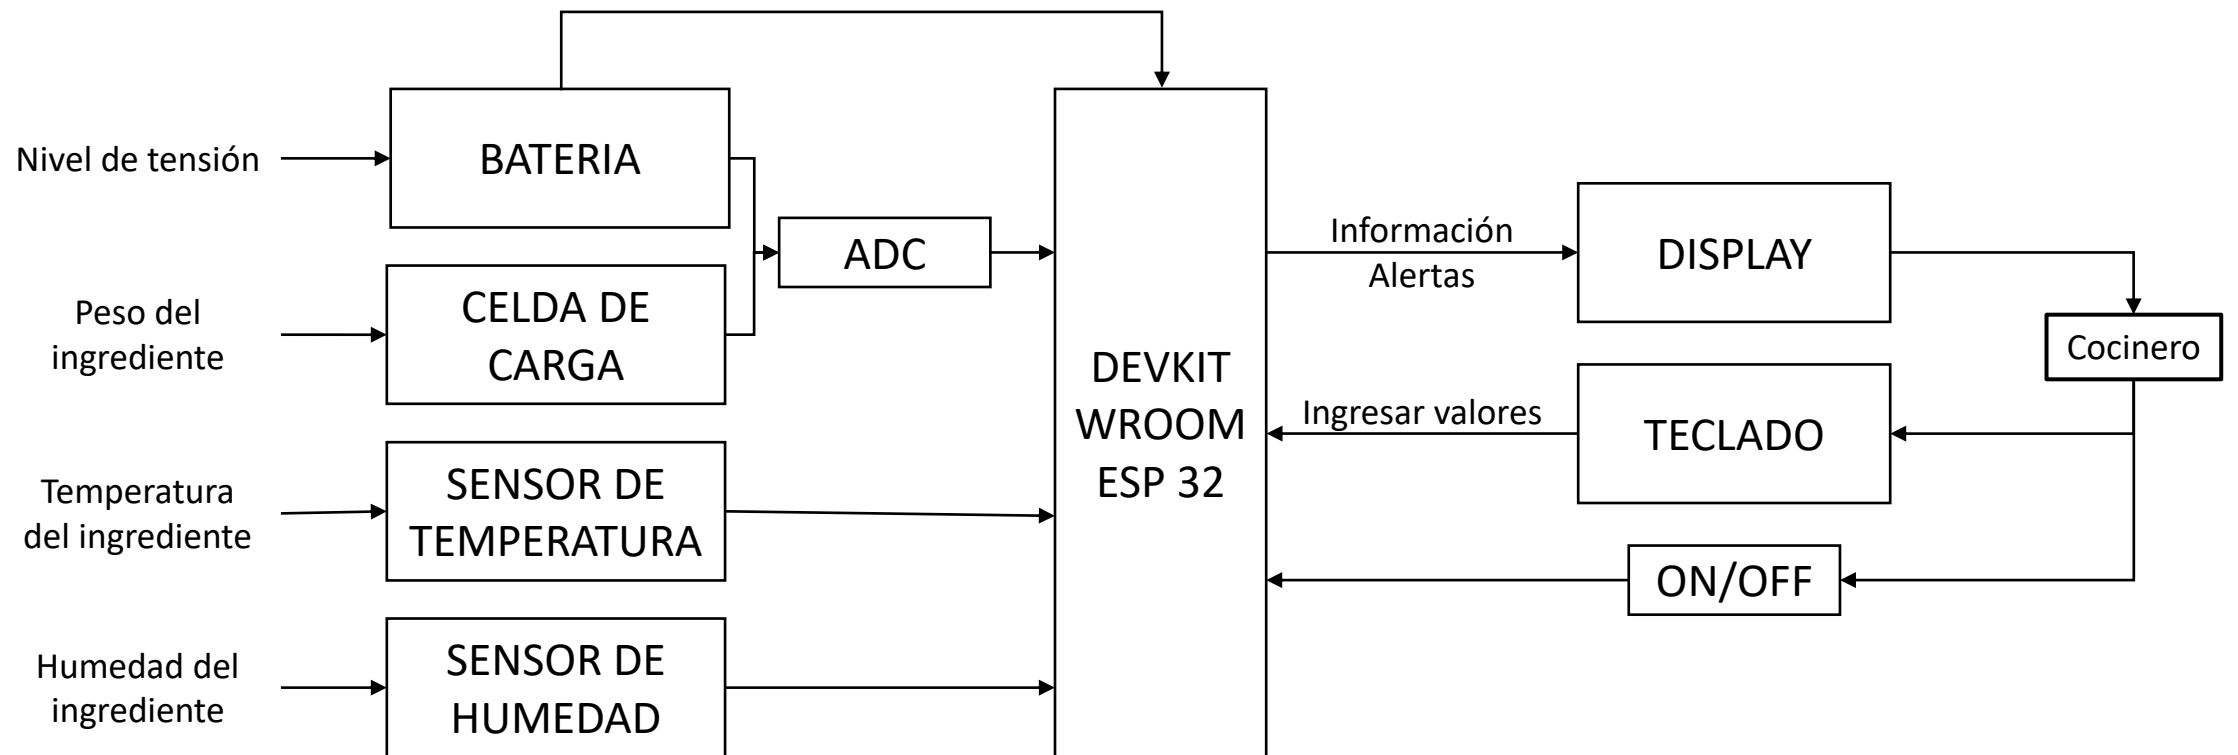 Nivel de tensión
BATERIA
ADC
Peso del
ingrediente
CELDA DE
CARGA
Temperatura
del ingrediente
SENSOR DE
TEMPERATURA
Humedad del
ingrediente
SENSOR DE
HUMEDAD
DEVKIT
WROOM
ESP 32
Información
Alertas
DISPLAY
Cocinero
Ingresar valores
TECLADO
ON/OFF